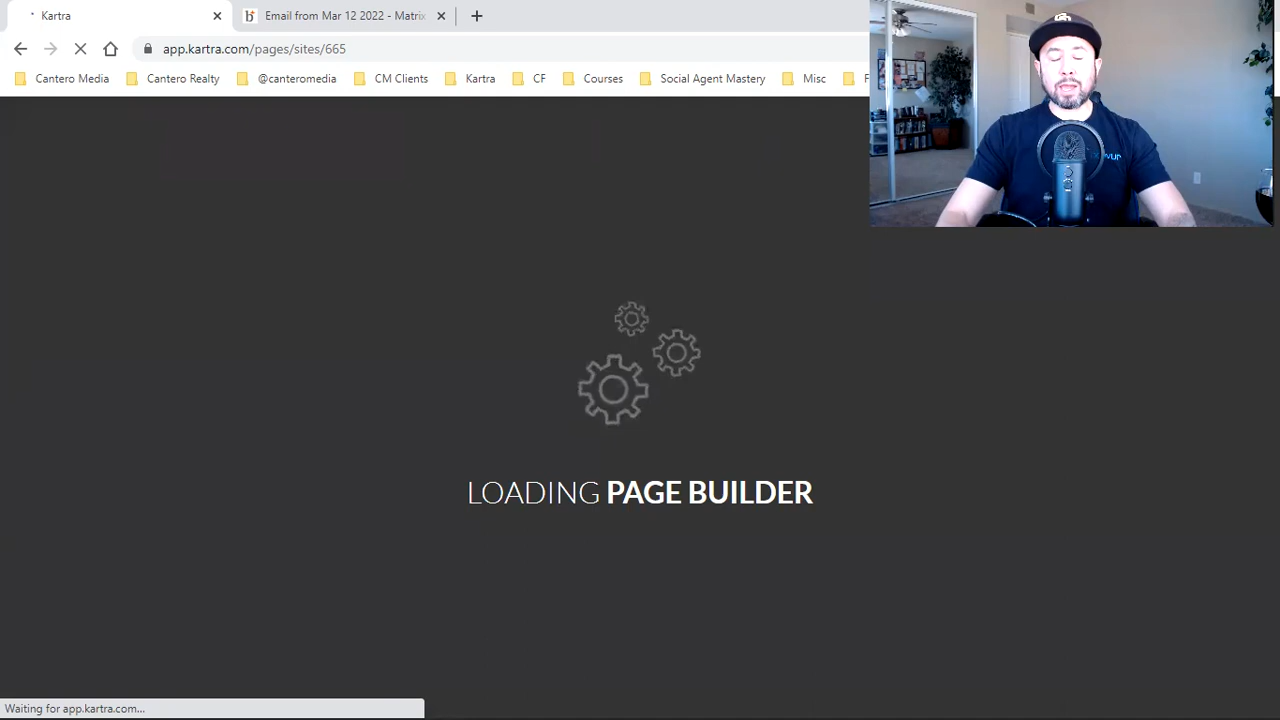 Kartra
Email from Mar 12 2022 - Matrix
app.kartra.com/pages/sites/665
Cantero Media
Cantero Realty
@canteromedia
CM Clients
Kartra
CF
Courses
Social Agent Mastery
Misc
LOADING PAGE BUILDER
Waiting for app.kartra.com...